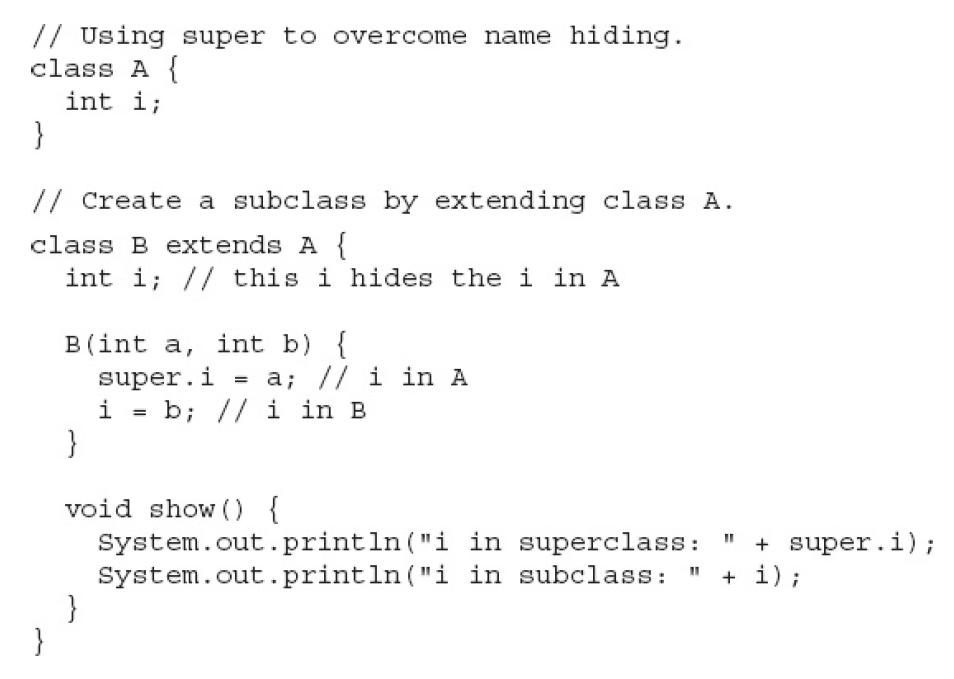 // Using super to overcome name hiding.
class A {
  int i;
}

// Create a subclass by extending class A.
class B extends A {
  int i; // this i hides the i in A

  B(int a, int b) {
    super.i = a; // i in A
    i = b; // i in B
  }

  void show() {
    System.out.println("i in superclass: " + super.i);
    System.out.println("i in subclass: " + i);
  }
}